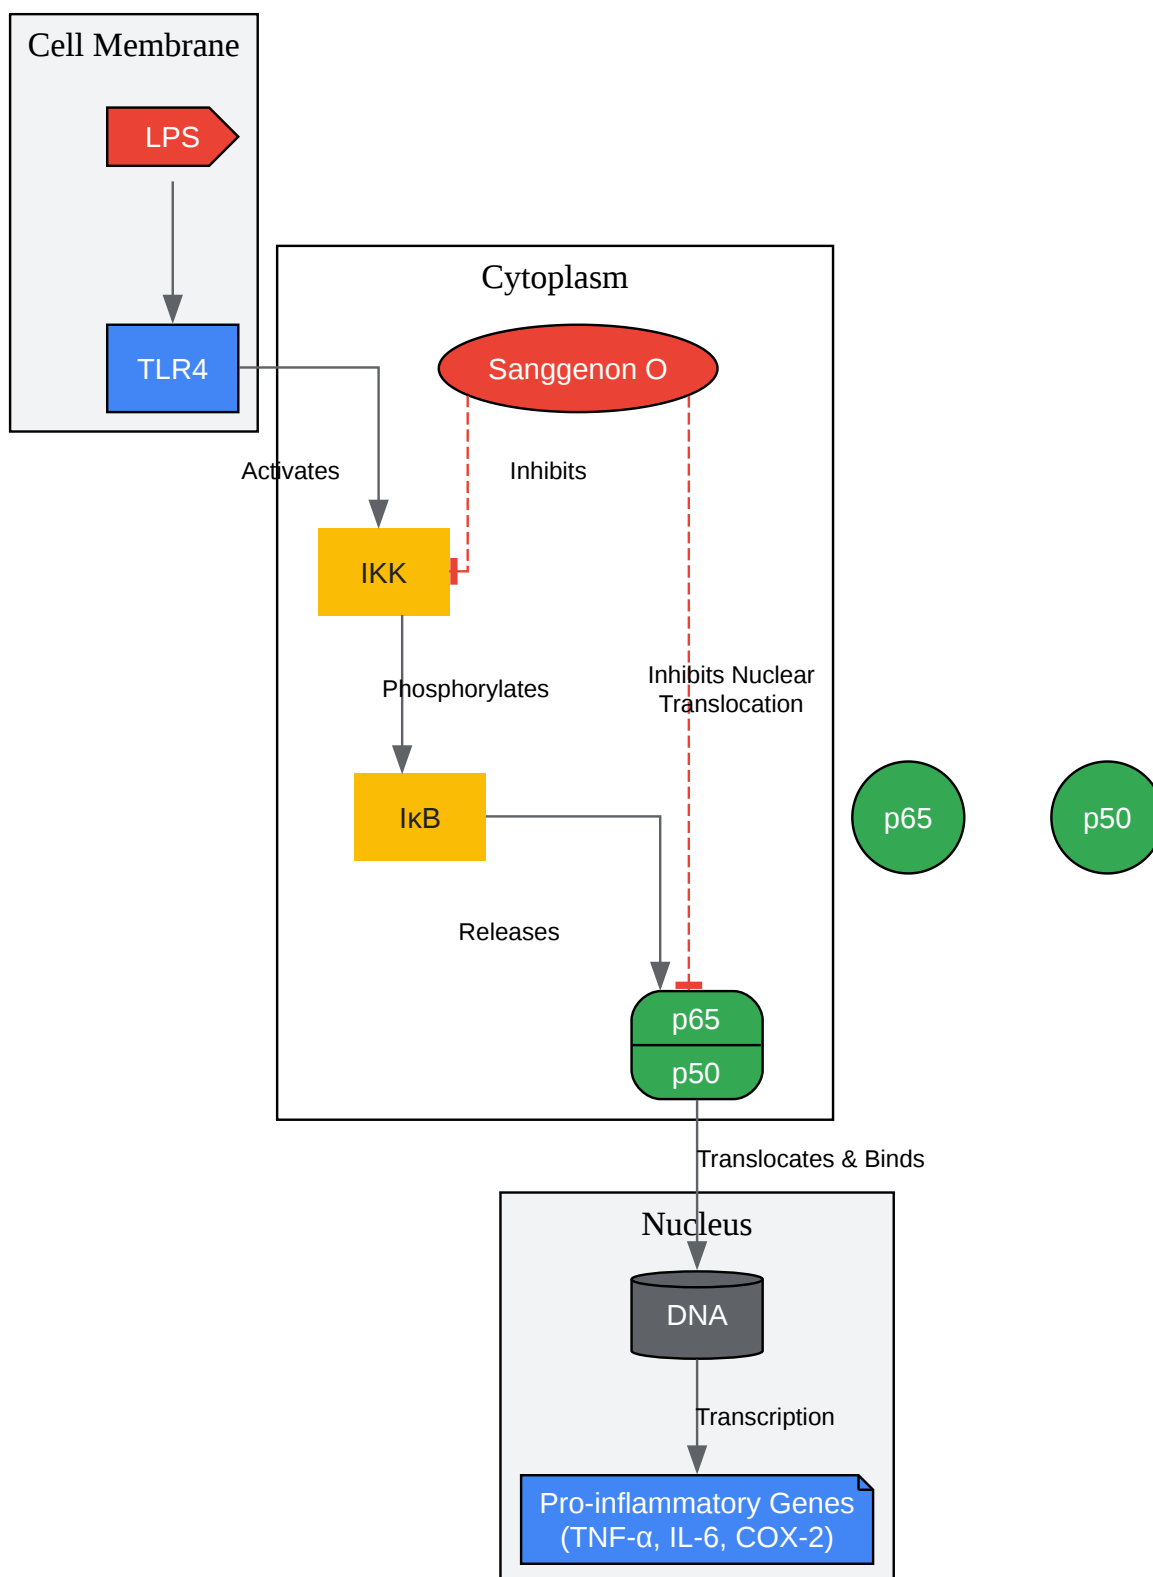 Cell Membrane
LPS
TLR4
Cytoplasm
Sanggenon O
Activates
Inhibits
IKK
Phosphorylates
Inhibits Nuclear
Translocation
IκB
p65
p50
Releases
p65
p50
Translocates & Binds
Nucleus
DNA
Transcription
Pro-inflammatory Genes
(TNF-α, IL-6, COX-2)